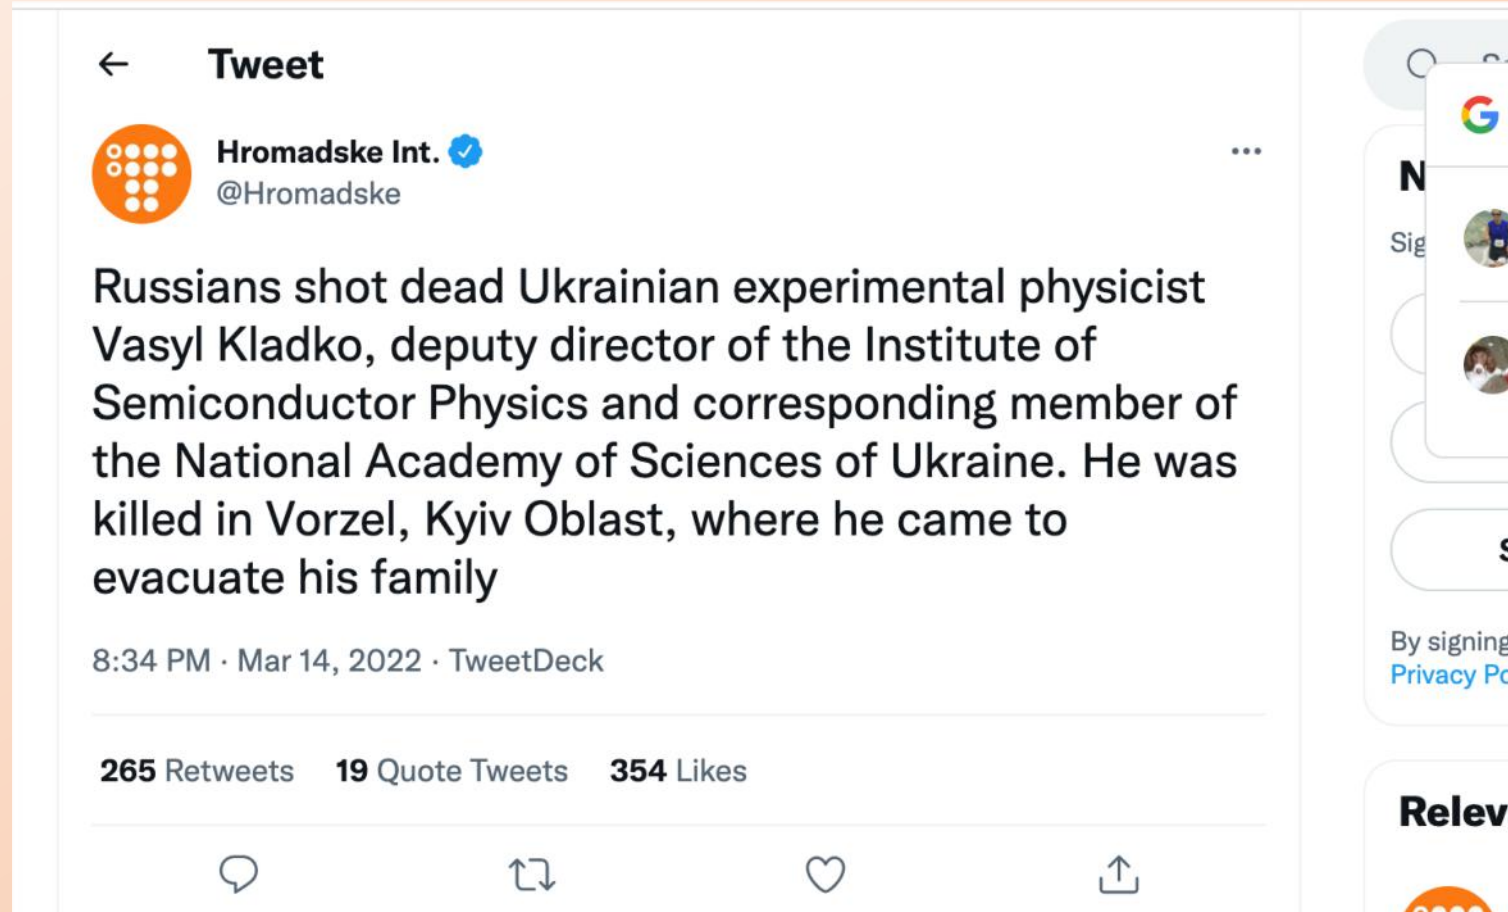 Tweet
Hromadske Int.
@Hromadske
Russians shot dead Ukrainian experimental physicist
Vasyl Kladko, deputy director of the Institute of
Semiconductor Physics and corresponding member of
the National Academy of Sciences of Ukraine. He was
killed in Vorzel, Kyiv Oblast, where he came to
evacuate his family
8:34 PM · Mar 14, 2022 · TweetDeck
265 Retweets 19 Quote Tweets 354 Likes
N
Sig
S
By signing
Privacy Po
Relev